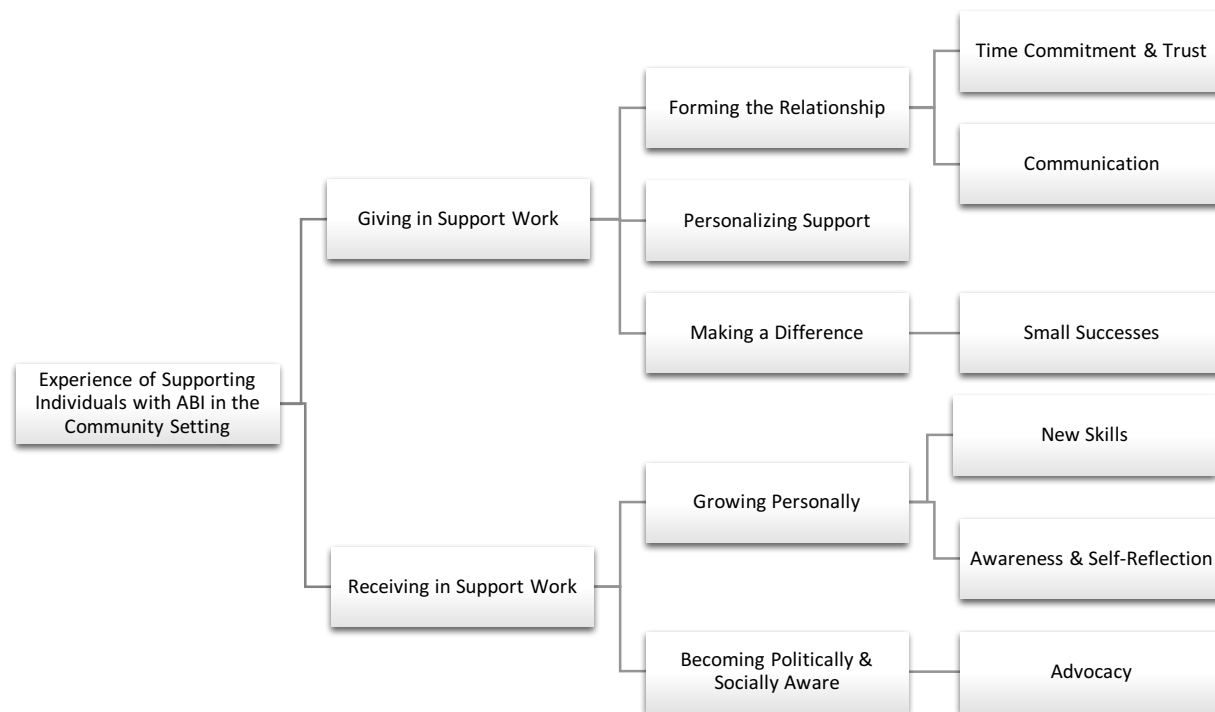 Experience of Supporting
Individuals with ABI in the
Community Setting
Giving in Support Work
Forming the Relationship
Time Commitment & Trust
Communication
Personalizing Support
Making a Difference
Small Successes
Receiving in Support Work
Growing Personally
New Skills
Awareness & Self-Reflection
Becoming Politically &
Socially Aware
Advocacy